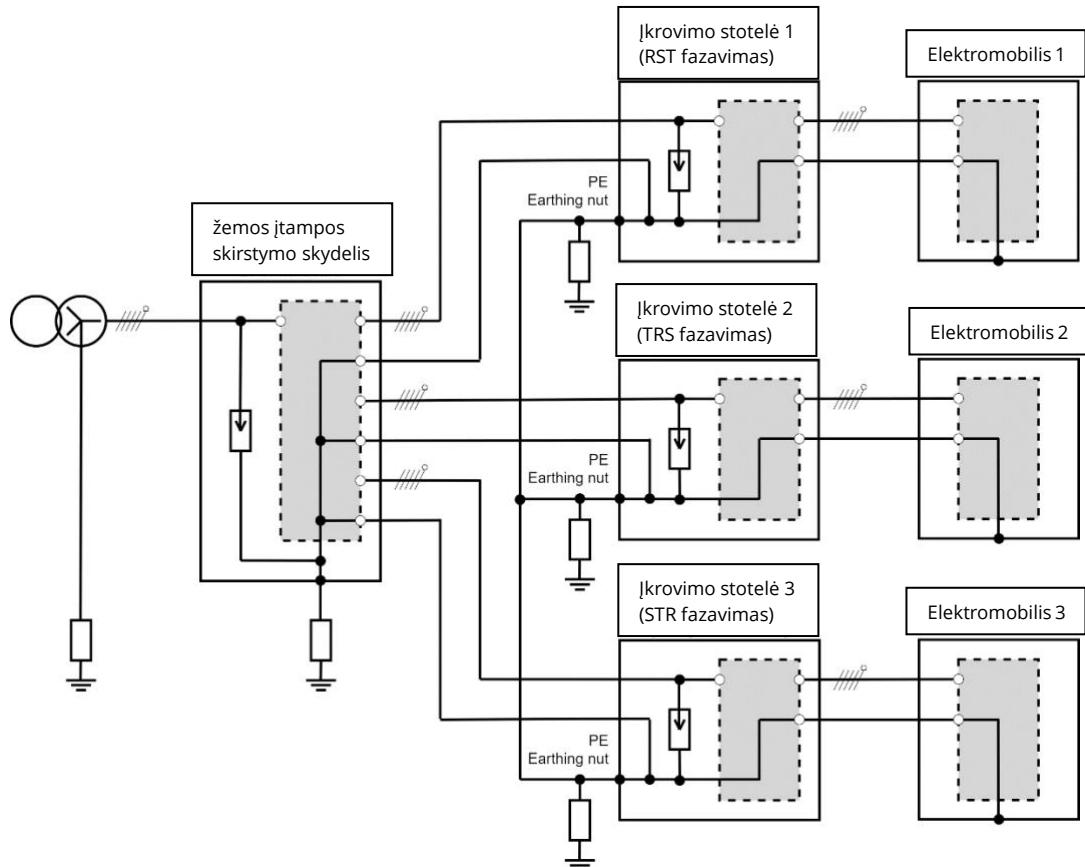 Įkrovimo stotelė 1
(RST fazavimas)
Elektromobilis 1
PE
Earthing nut
žemos įtampos
skirstymo skydelis
Įkrovimo stotelė 2
(TRS fazavimas)
Elektromobilis 2
PE
Earthing nut
Įkrovimo stotelė 3
(STR fazavimas)
Elektromobilis 3
PE
Earthing nut